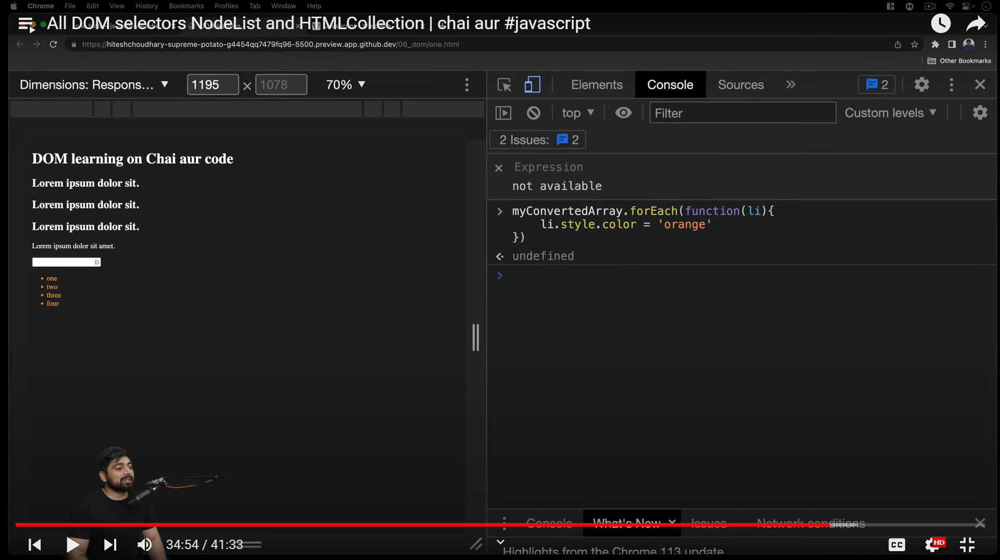 Chrome File Edit View History Bookmarks Profiles Tab Window Help
All DOM selectors NodeList and HTMLCollection | chai aur #javascript
https://hiteshchoudhary-supreme-potato-g4454qq7479fq96-5500.preview.app.github.dev/06_dom/one.html
Other Bookmarks
Dimensions: Respons... ▼ 1195 × 1078 70% ▼
Elements Console Sources » 2
top ▼ Filter Custom levels ▼
2 Issues: 2
DOM learning on Chai aur code
Lorem ipsum dolor sit.
Lorem ipsum dolor sit.
Lorem ipsum dolor sit.
Lorem ipsum dolor sit amet.
• one
• two
• three
• four
Expression
not available
myConvertedArray.forEach(function(li){
li.style.color = 'orange'
})
undefined
Console What's New × Issues Network conditions
Highlights from the Chrome 113 update
34:54 / 41:33
CC HD